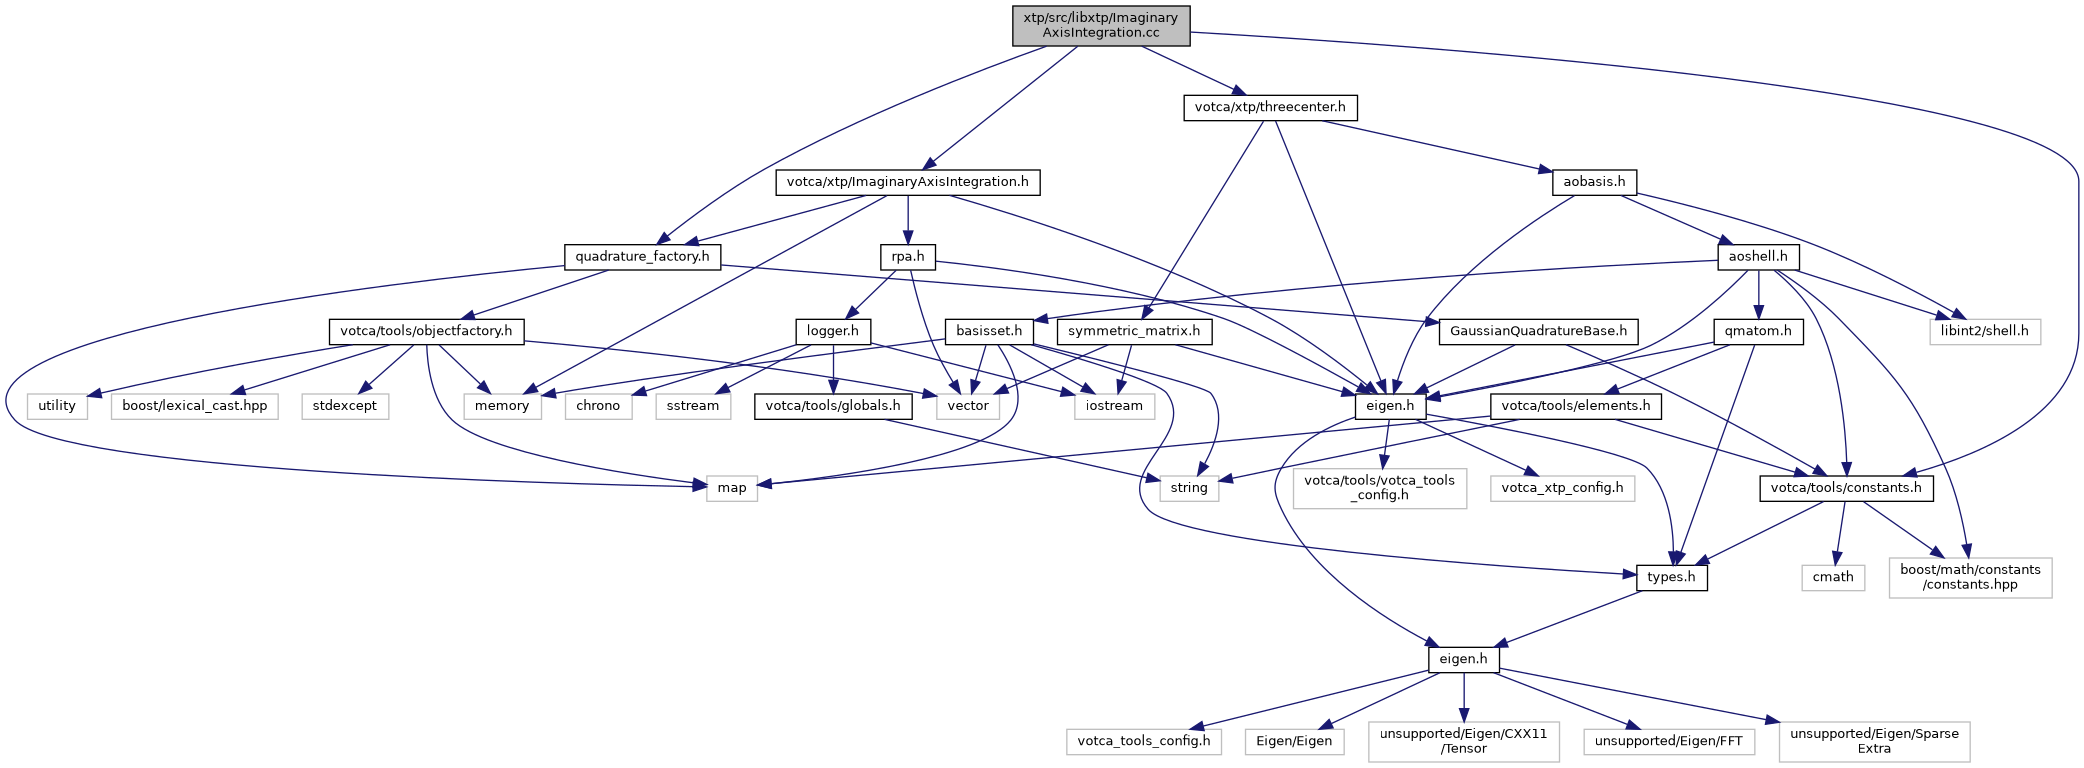 xtp/src/libxtp/Imaginary
AxisIntegration.cc
votca/xtp/threecenter.h
votca/xtp/ImaginaryAxisIntegration.h
aobasis.h
quadrature_factory.h
rpa.h
aoshell.h
votca/tools/objectfactory.h
logger.h
basisset.h
symmetric_matrix.h
GaussianQuadratureBase.h
qmatom.h
libint2/shell.h
utility
boost/lexical_cast.hpp
stdexcept
memory
chrono
sstream
votca/tools/globals.h
vector
iostream
eigen.h
votca/tools/elements.h
map
string
votca/tools/votca_tools
_config.h
votca_xtp_config.h
votca/tools/constants.h
types.h
cmath
boost/math/constants
/constants.hpp
eigen.h
votca_tools_config.h
Eigen/Eigen
unsupported/Eigen/CXX11
/Tensor
unsupported/Eigen/FFT
unsupported/Eigen/Sparse
Extra